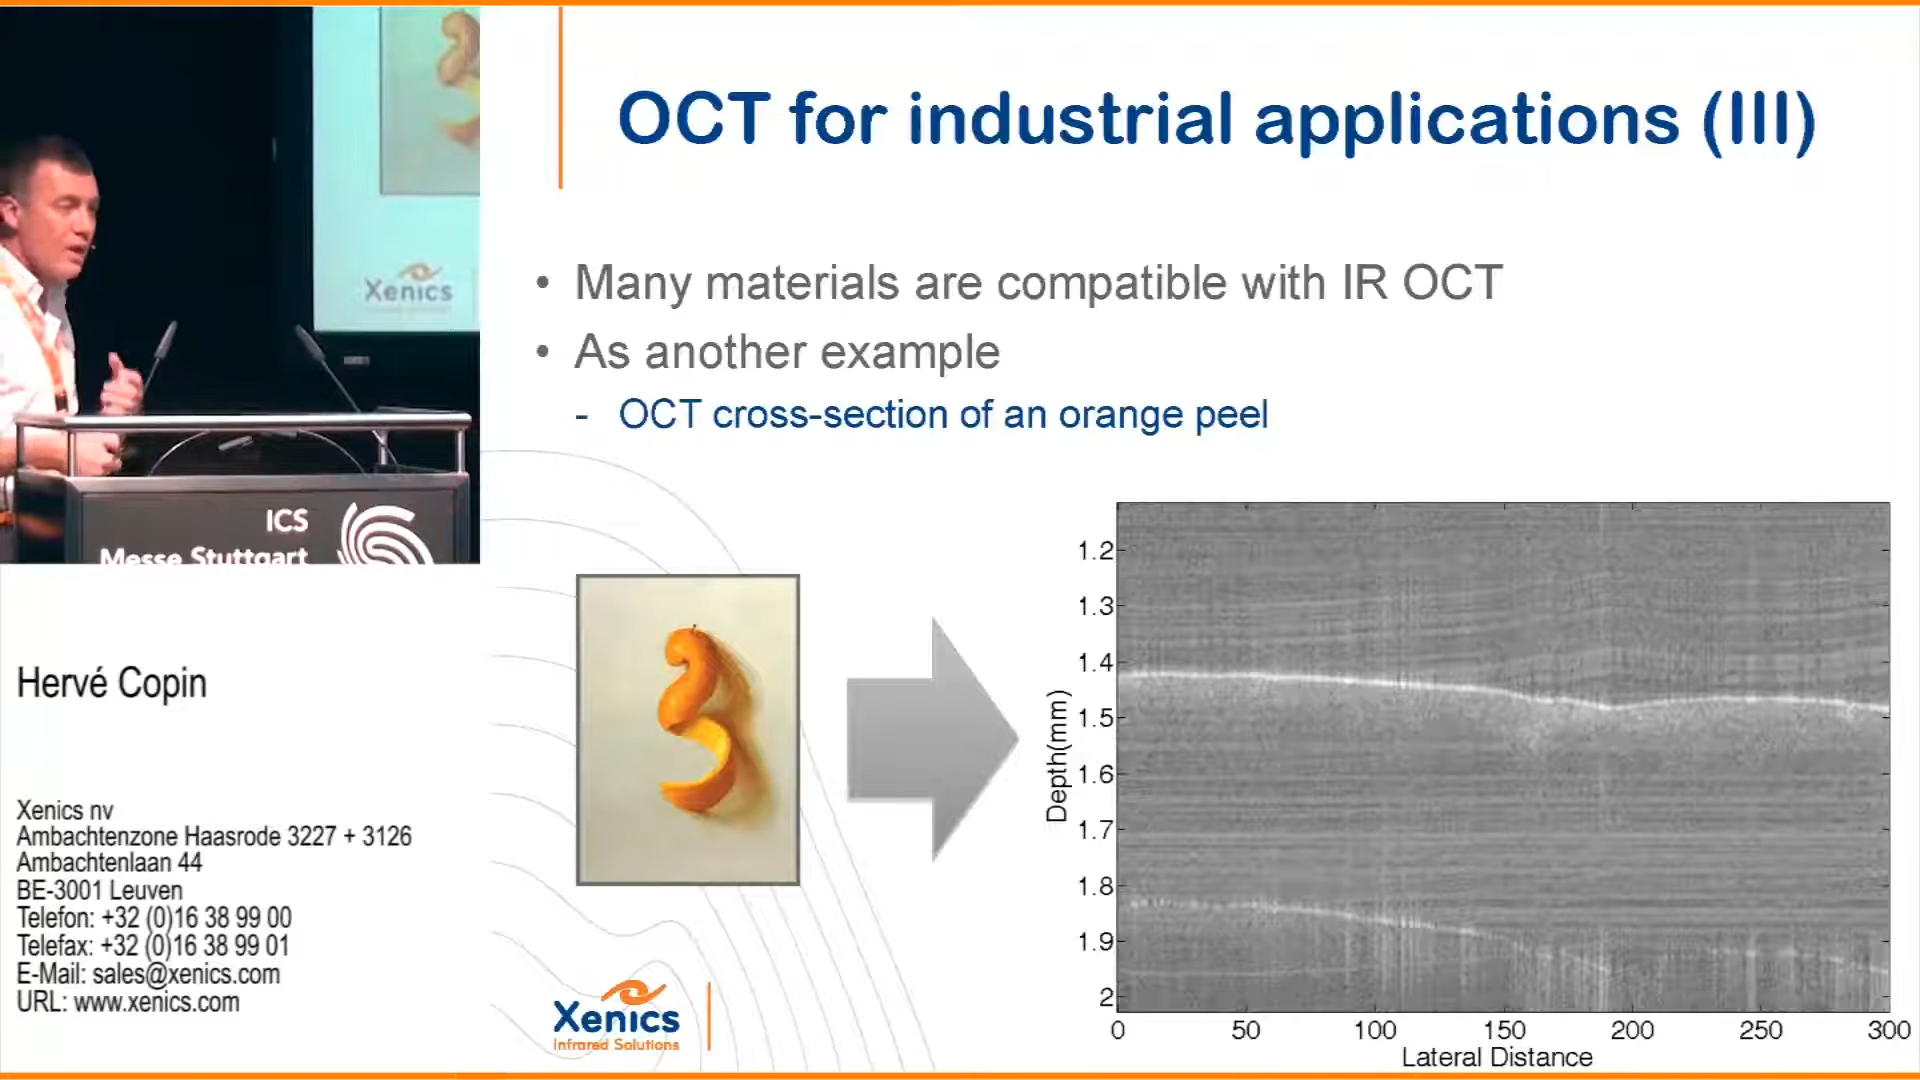 OCT for industrial applications (III)
• Many materials are compatible with IR OCT
• As another example
- OCT cross-section of an orange peel
Xenics
ICS
Messe Stuttgart
Hervé Copin
Xenics nv
Ambachtenzone Haasrode 3227 + 3126
Ambachtenlaan 44
BE-3001 Leuven
Telefon: +32 (0)16 38 99 00
Telefax: +32 (0)16 38 99 01
E-Mail: sales@xenics.com
URL: www.xenics.com
Xenics
Infrared Solutions
Depth(mm)
1.2
1.3
1.4
1.5
1.6
1.7
1.8
1.9
2
0 50 100 150 200 250 300
Lateral Distance